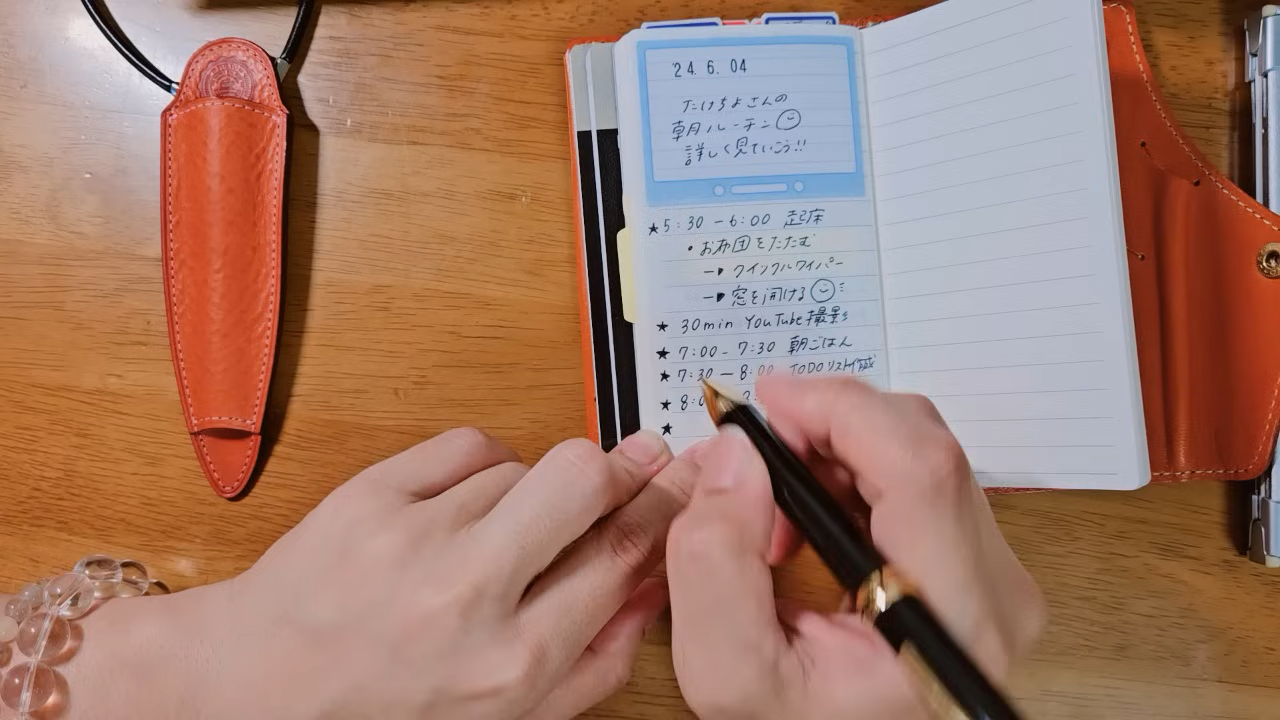 24.6.04
たけちよさんの
朝ルーチン
詳しく見ていこう!!
★5:30 -6:00 起床
・お布団をたたむ
→クイックルワイパー
→窓を開ける
★ 30min YouTube撮影
★ 7:00-7:30 朝ごはん
★ 7:30 - 8:00 TODOリスト作成
★ 8:
★